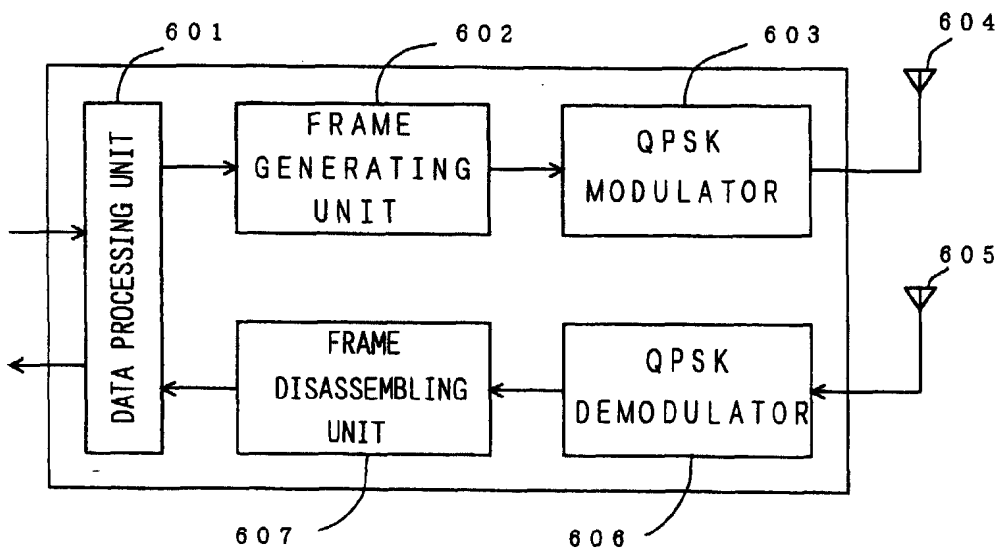 601
602
603
604
DATA PROCESSING UNIT
FRAME
GENERATING
UNIT
QPSK
MODULATOR
605
FRAME
DISASSEMBLING
UNIT
QPSK
DEMODULATOR
607
606